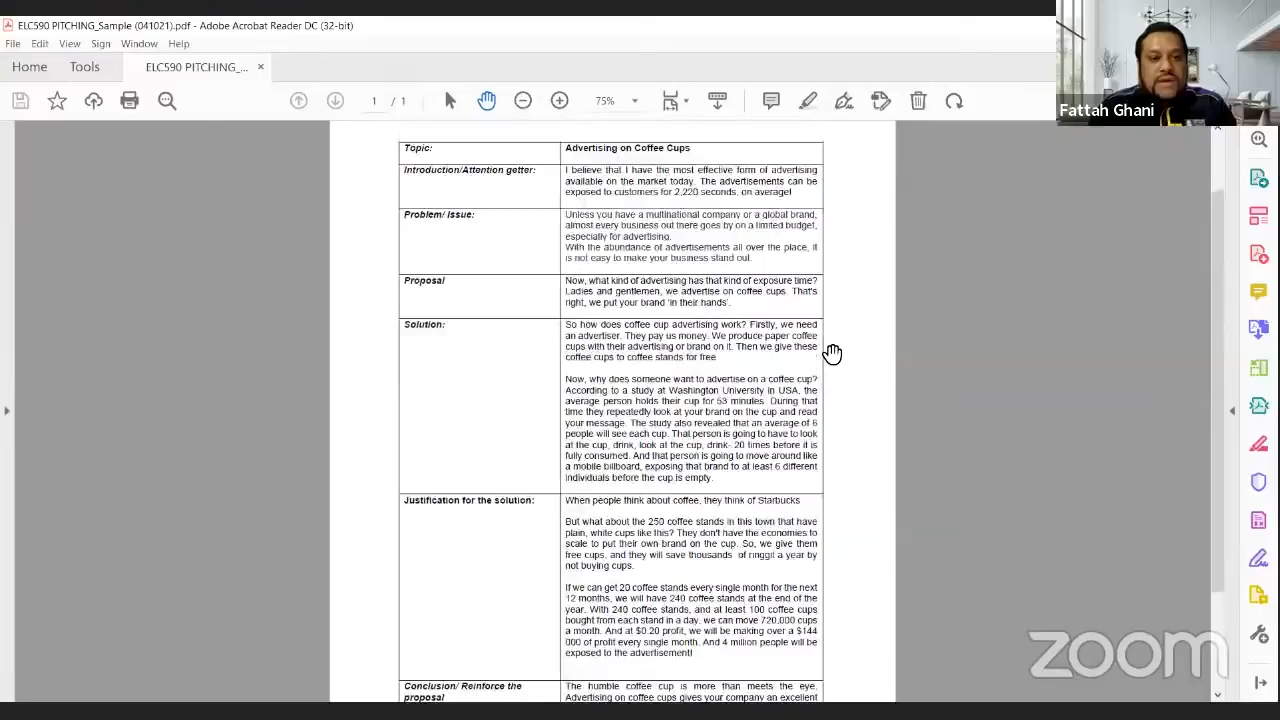 ELC590 PITCHING_Sample (041021).pdf - Adobe Acrobat Reader DC (32-bit)
File Edit View Sign Window Help
Home Tools ELC590 PITCHING_... ×
1 / 1 75%
Fattah Ghani
Topic: Advertising on Coffee Cups
Introduction/Attention getter: I believe that I have the most effective form of advertising
available on the market today. The advertisements can be
exposed to customers for 2,220 seconds, on average!
Problem/ Issue: Unless you have a multinational company or a global brand,
almost every business out there goes by on a limited budget,
especially for advertising.
With the abundance of advertisements all over the place, it
is not easy to make your business stand out.
Proposal Now, what kind of advertising has that kind of exposure time?
Ladies and gentlemen, we advertise on coffee cups. That's
right, we put your brand 'in their hands'.
Solution: So how does coffee cup advertising work? Firstly, we need
an advertiser. They pay us money. We produce paper coffee
cups with their advertising or brand on it. Then we give these
coffee cups to coffee stands for free
Now, why does someone want to advertise on a coffee cup?
According to a study at Washington University in USA, the
average person holds their cup for 53 minutes. During that
time they repeatedly look at your brand on the cup and read
your message. The study also revealed that an average of 6
people will see each cup. That person is going to have to look
at the cup, drink, look at the cup, drink- 20 times before it is
fully consumed. And that person is going to move around like
a mobile billboard, exposing that brand to at least 6 different
individuals before the cup is empty.
Justification for the solution: When people think about coffee, they think of Starbucks
But what about the 250 coffee stands in this town that have
plain, white cups like this? They don't have the economies to
scale to put their own brand on the cup. So, we give them
free cups, and they will save thousands of ringgit a year by
not buying cups.
If we can get 20 coffee stands every single month for the next
12 months, we will have 240 coffee stands at the end of the
year. With 240 coffee stands, and at least 100 coffee cups
bought from each stand in a day, we can move 720,000 cups
a month. And at $0.20 profit, we will be making over a $144
000 of profit every single month. And 4 million people will be
exposed to the advertisement!
Conclusion/ Reinforce the The humble coffee cup is more than meets the eye.
proposal Advertising on coffee cups gives your company an excellent
zoom